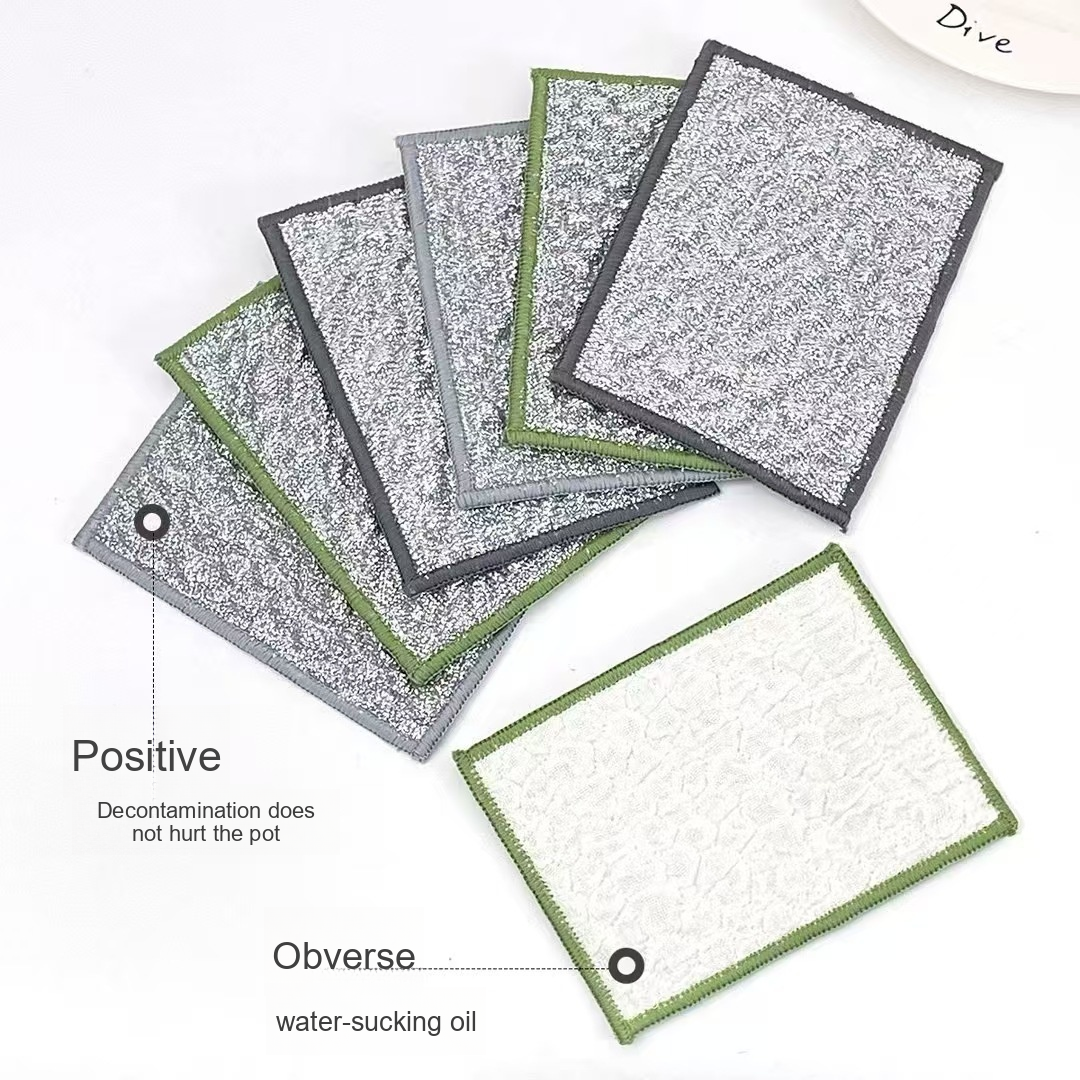 Dive
Positive
Decontamination does
not hurt the pot
Obverse
water-sucking oil